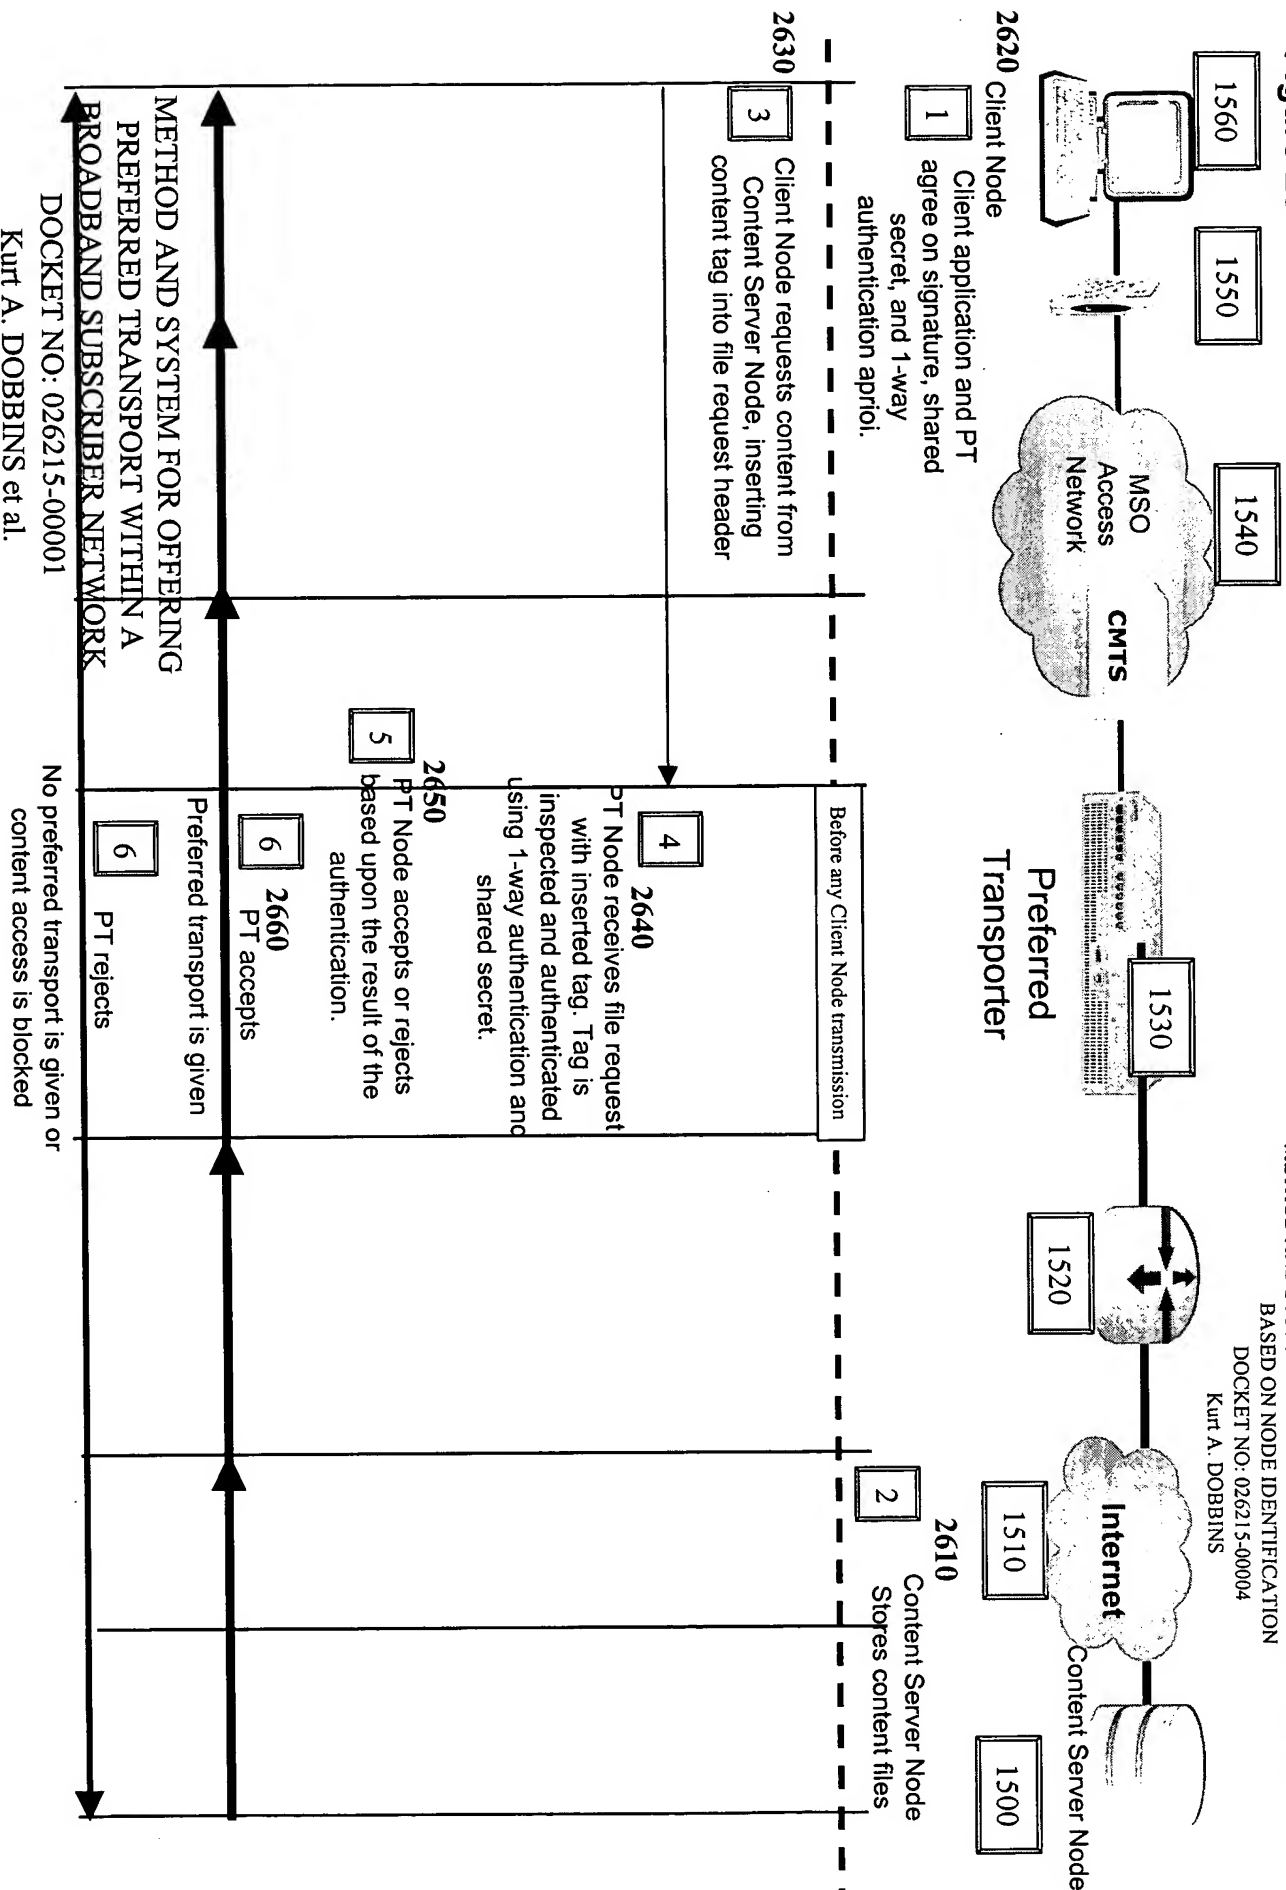 BASED ON NODE IDENTIFICATION
DOCKET NO: 026215-00004
Kurt A. DOBBINS
1560
1550
1540
1530
1520
1510
1500
MSO
Access
Network
CMTS
Preferred
Transporter
Internet
Content Server Node
2620 Client Node
1
Client application and PT
agree on signature, shared
secret, and 1-way
authentication aprioi.
2610
2
Content Server Node
Stores content files
Before any Client Node transmission
2630
3
Client Node requests content from
Content Server Node, inserting
content tag into file request header
4
2640
PT Node receives file request
with inserted tag. Tag is
inspected and authenticated
using 1-way authentication and
shared secret.
2650
5
PT Node accepts or rejects
based upon the result of the
authentication.
6
2660
PT accepts
Preferred transport is given
6
PT rejects
No preferred transport is given or
content access is blocked
METHOD AND SYSTEM FOR OFFERING
PREFERRED TRANSPORT WITHIN A
BROADBAND SUBSCRIBER NETWORK
DOCKET NO: 026215-00001
Kurt A. DOBBINS et al.